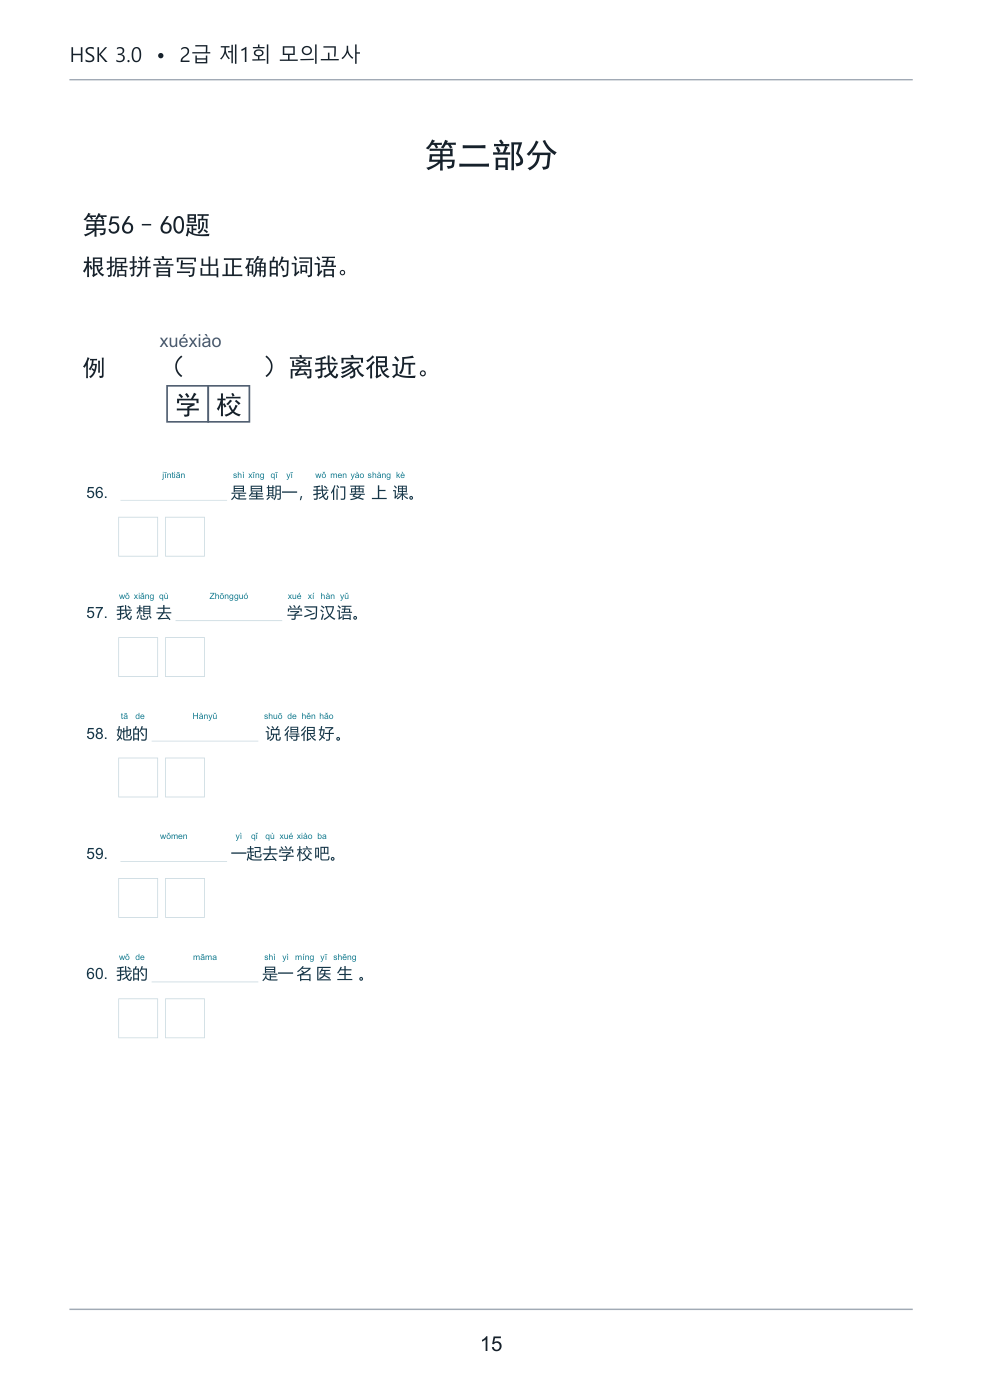 HSK 3.0 • 2급 제1회 모의고사
第二部分
第56－60题
根据拼音写出正确的词语。
xuéxiào
例 （ ）离我家很近。
学 校
jīntiān shì xīng qī yī wǒ men yào shàng kè
56. ____________ 是星期一，我们要上课。
wǒ xiǎng qù Zhōngguó xué xí hàn yǔ
57. 我想去 ____________ 学习汉语。
tā de Hànyǔ shuō de hěn hǎo
58. 她的 ____________ 说得很好。
wǒmen yì qǐ qù xué xiào ba
59. ____________ 一起去学校吧。
wǒ de māma shì yì míng yī shēng
60. 我的 ____________ 是一名医生。
15